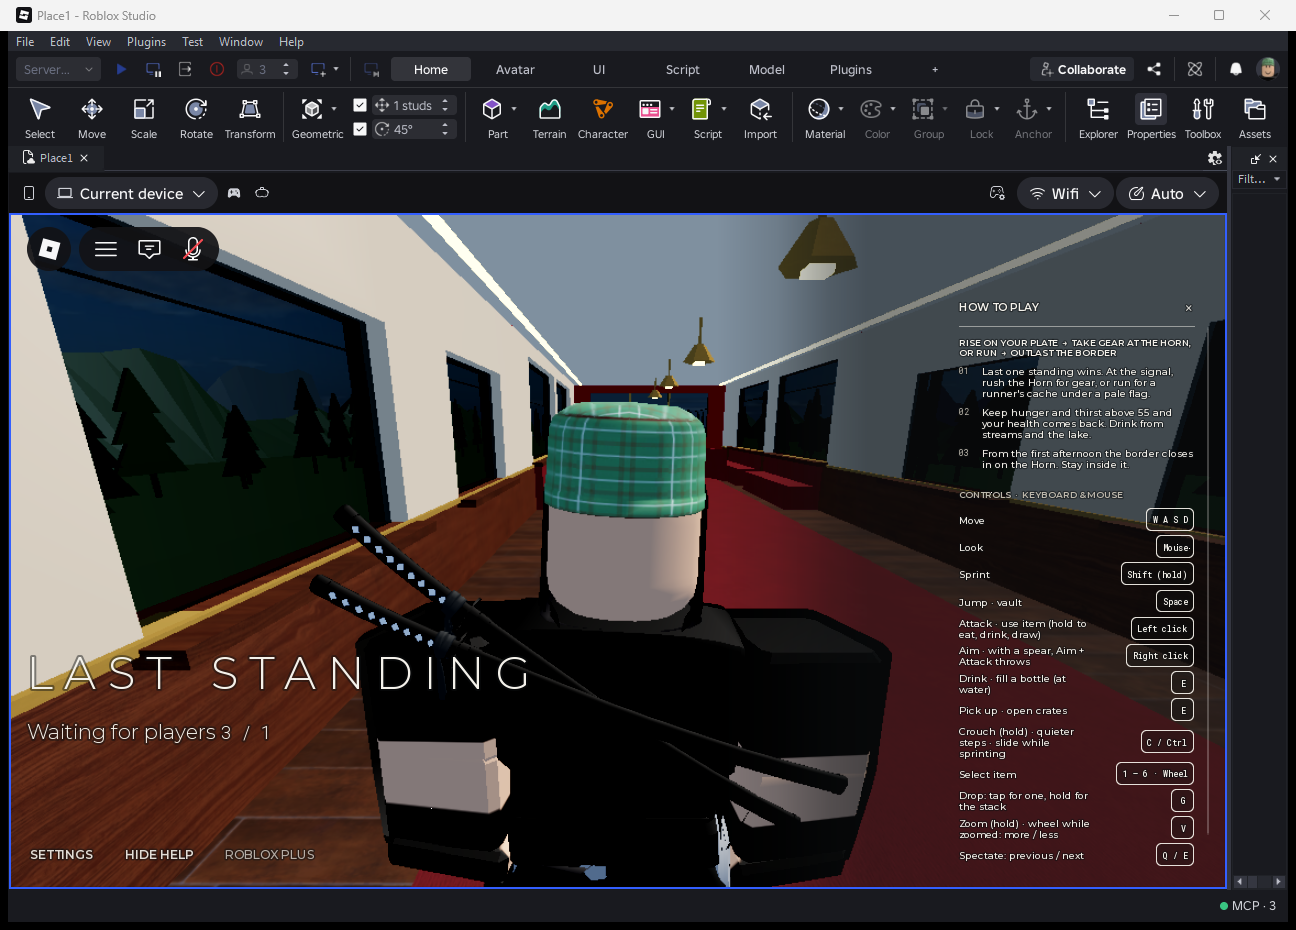 Place1 - Roblox Studio
File Edit View Plugins Test Window Help
Server... 3 Home Avatar UI Script Model Plugins + Collaborate
1 studs
45°
Select Move Scale Rotate Transform Geometric Part Terrain Character GUI Script Import Material Color Group Lock Anchor Explorer Properties Toolbox Assets
Place1
Current device Wifi Auto
Filt...
HOW TO PLAY ×
RISE ON YOUR PLATE → TAKE GEAR AT THE HORN,
OR RUN → OUTLAST THE BORDER
01 Last one standing wins. At the signal,
rush the Horn for gear, or run for a
runner's cache under a pale flag.
02 Keep hunger and thirst above 55 and
your health comes back. Drink from
streams and the lake.
03 From the first afternoon the border closes
in on the Horn. Stay inside it.
CONTROLS · KEYBOARD & MOUSE
Move W A S D
Look Mouse
Sprint Shift (hold)
Jump · vault Space
Attack · use item (hold to
eat, drink, draw) Left click
Aim · with a spear, Aim +
Attack throws Right click
Drink · fill a bottle (at
water) E
Pick up · open crates E
Crouch (hold) · quieter
steps · slide while
sprinting C / Ctrl
Select item 1 – 6 · Wheel
Drop: tap for one, hold for
the stack G
Zoom (hold) · wheel while
zoomed: more / less V
Spectate: previous / next Q / E
LAST STANDING
Waiting for players 3 / 1
SETTINGS HIDE HELP ROBLOX PLUS
MCP · 3